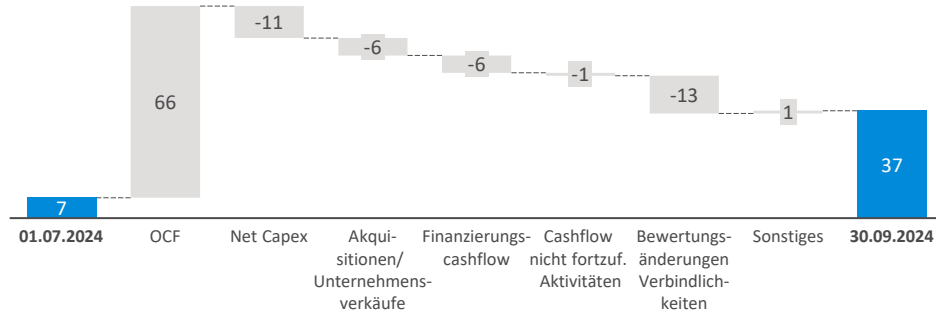 -11
-6
-6
-1
66
-13
1
37
7
01.07.2024
OCF
Net Capex
Akqui-
sitionen/
Unternehmens-
verkäufe
Finanzierungs-
cashflow
Cashflow
nicht fortzuf.
Aktivitäten
Bewertungs-
änderungen
Verbindlich-
keiten
Sonstiges
30.09.2024